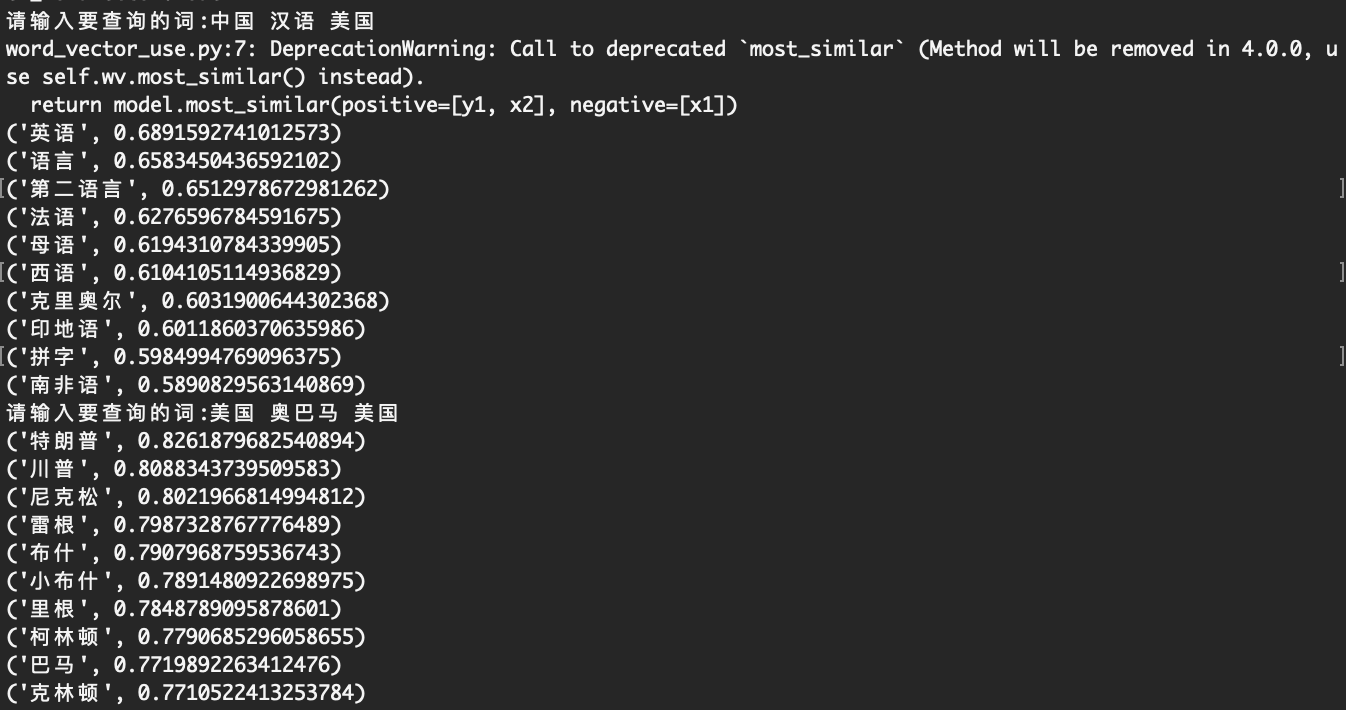 请输入要查询的词:中国 汉语 美国
word_vector_use.py:7: DeprecationWarning: Call to deprecated `most_similar` (Method will be removed in 4.0.0, u
se self.wv.most_similar() instead).
  return model.most_similar(positive=[y1, x2], negative=[x1])
('英语', 0.6891592741012573)
('语言', 0.6583450436592102)
[('第二语言', 0.6512978672981262) ]
('法语', 0.6276596784591675)
('母语', 0.6194310784339905)
[('西语', 0.6104105114936829) ]
('克里奥尔', 0.6031900644302368)
('印地语', 0.6011860370635986)
[('拼字', 0.5984994769096375) ]
('南非语', 0.5890829563140869)
请输入要查询的词:美国 奥巴马 美国
('特朗普', 0.8261879682540894)
('川普', 0.8088343739509583)
('尼克松', 0.8021966814994812)
('雷根', 0.7987328767776489)
('布什', 0.7907968759536743)
('小布什', 0.7891480922698975)
('里根', 0.7848789095878601)
('柯林顿', 0.7790685296058655)
('巴马', 0.7719892263412476)
('克林顿', 0.7710522413253784)